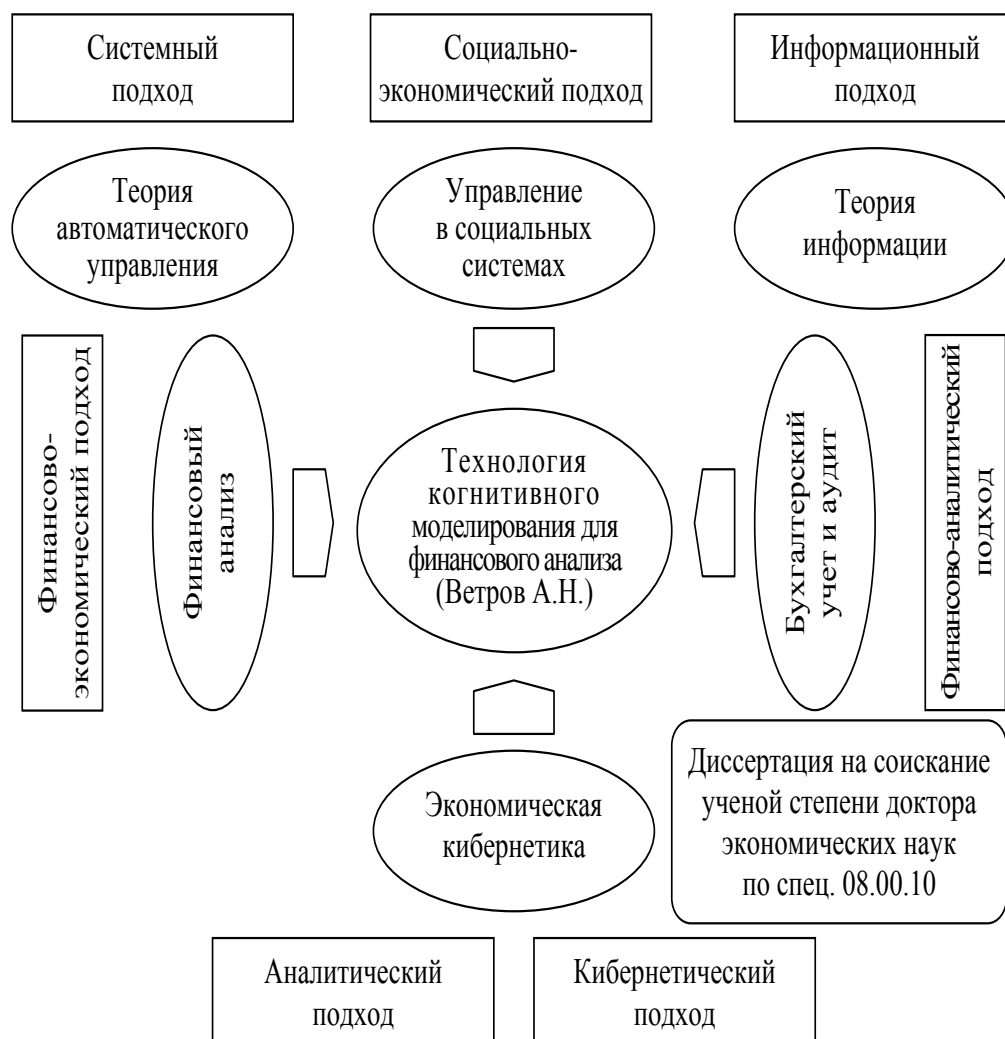 Системный
подход
Социально-
экономический подход
Информационный
подход
Теория
автоматического
управления
Управление
в социальных
системах
Теория
информации
Финансово-
экономический подход
Финансовый
анализ
Технология
когнитивного
моделирования для
финансового анализа
(Ветров А.Н.)
Бухгалтерский
учет и аудит
Финансово-аналитический
подход
Экономическая
кибернетика
Диссертация на соискание
ученой степени доктора
экономических наук
по спец. 08.00.10
Аналитический
подход
Кибернетический
подход